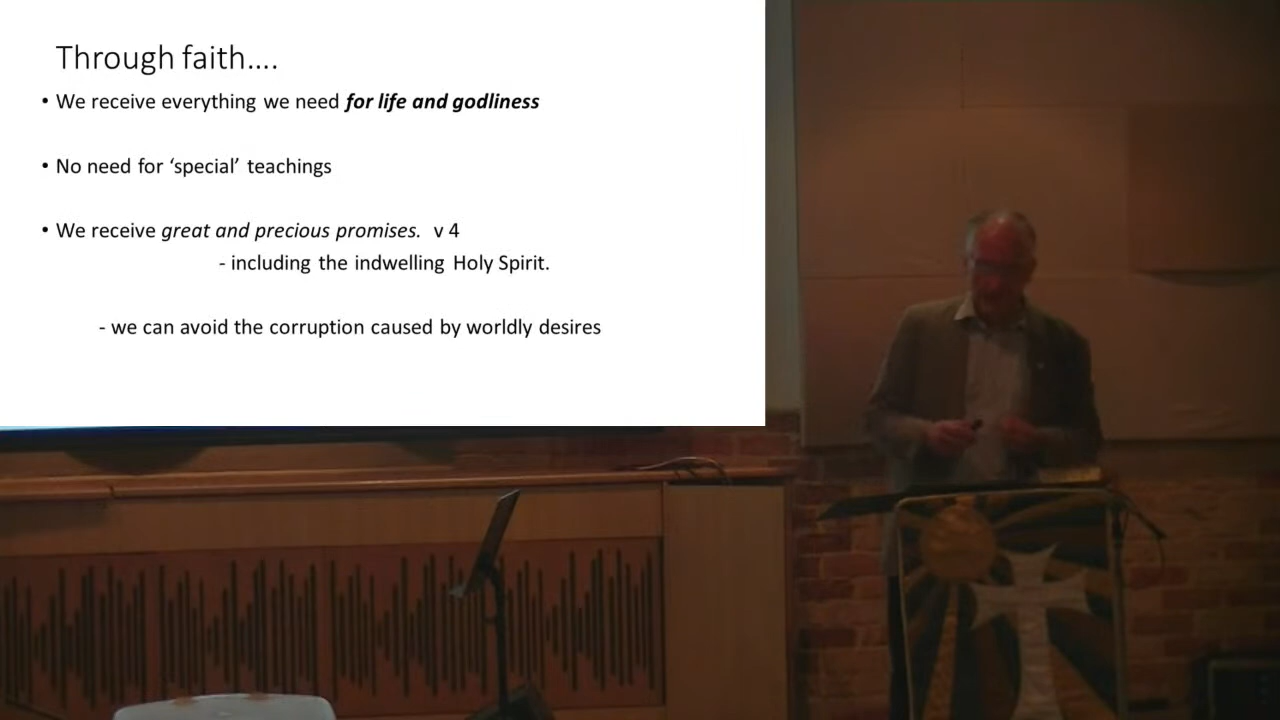 Through faith....
• We receive everything we need for life and godliness
• No need for ‘special’ teachings
• We receive great and precious promises.  v 4
- including the indwelling Holy Spirit.
- we can avoid the corruption caused by worldly desires